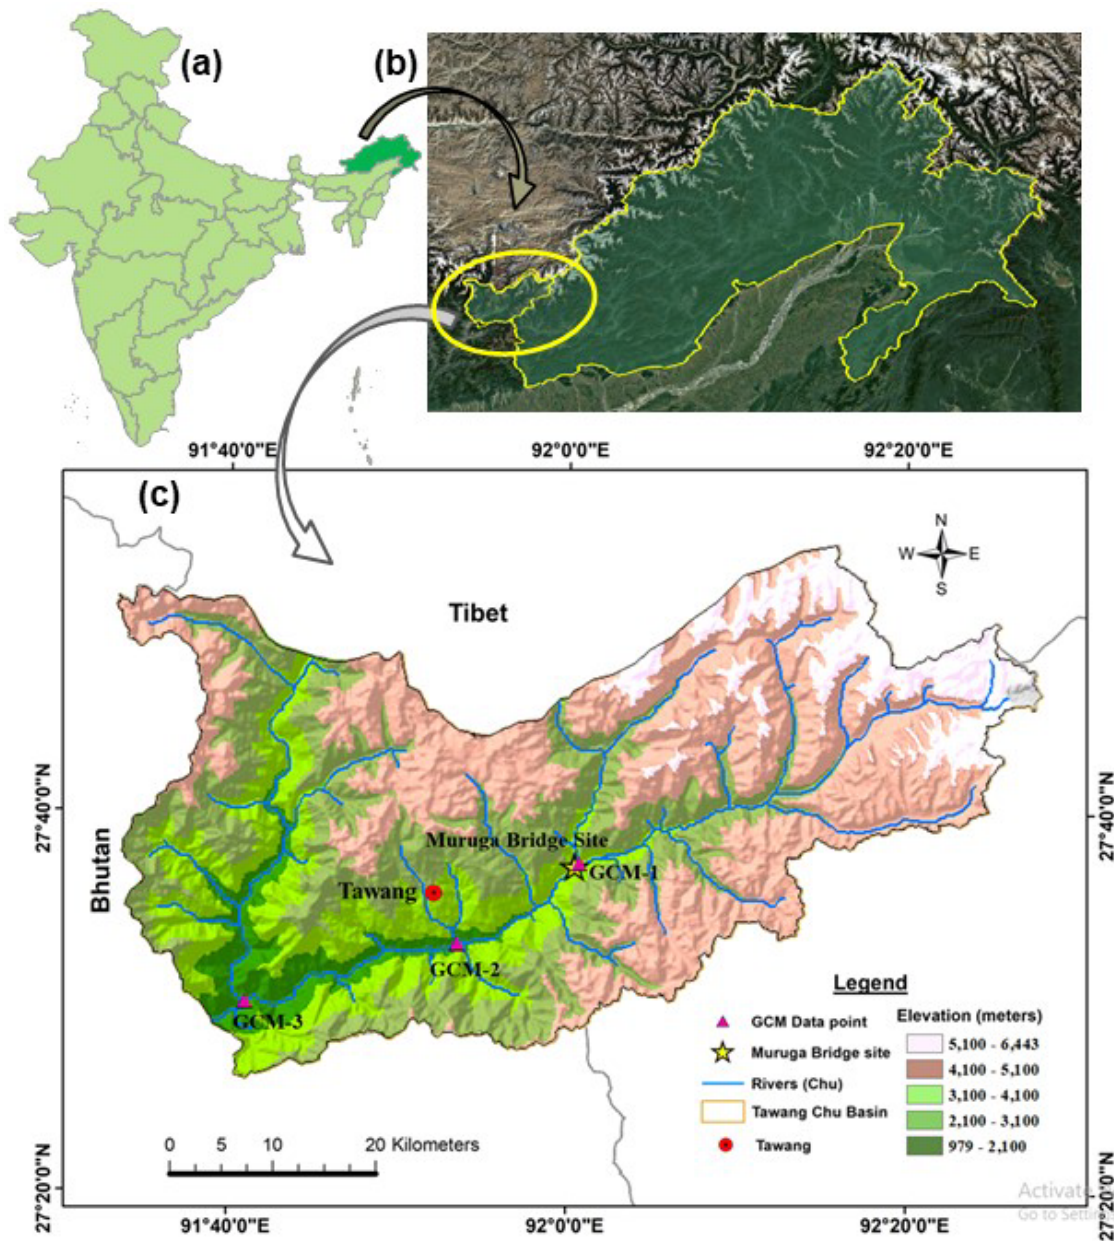 (a)
(b)
91°40'0"E
92°0'0"E
92°20'0"E
(c)
N
W
E
S
Tibet
27°40'0"N
27°40'0"N
Bhutan
Muruga Bridge Site
GCM-1
Tawang
GCM-2
GCM-3
Legend
GCM Data point
Muruga Bridge site
Rivers (Chu)
Tawang Chu Basin
Tawang
Elevation (meters)
5,100 - 6,443
4,100 - 5,100
3,100 - 4,100
2,100 - 3,100
979 - 2,100
0 5 10 20 Kilometers
27°20'0"N
27°20'0"N
Activate
Go to Setting
91°40'0"E
92°0'0"E
92°20'0"E